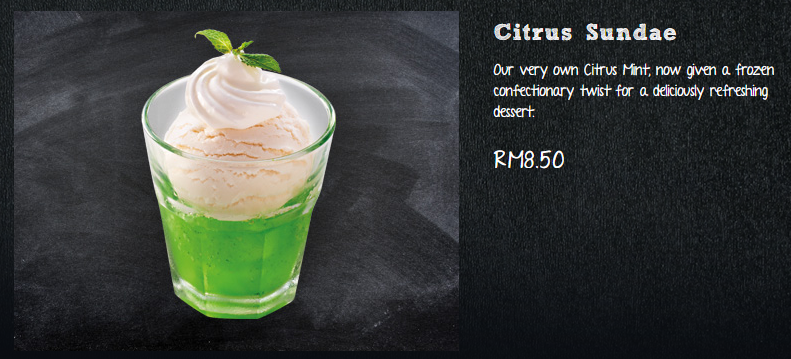 Citrus Sundae
Our very own Citrus Mint, now given a frozen
confectionary twist for a deliciously refreshing
dessert.
RM8.50